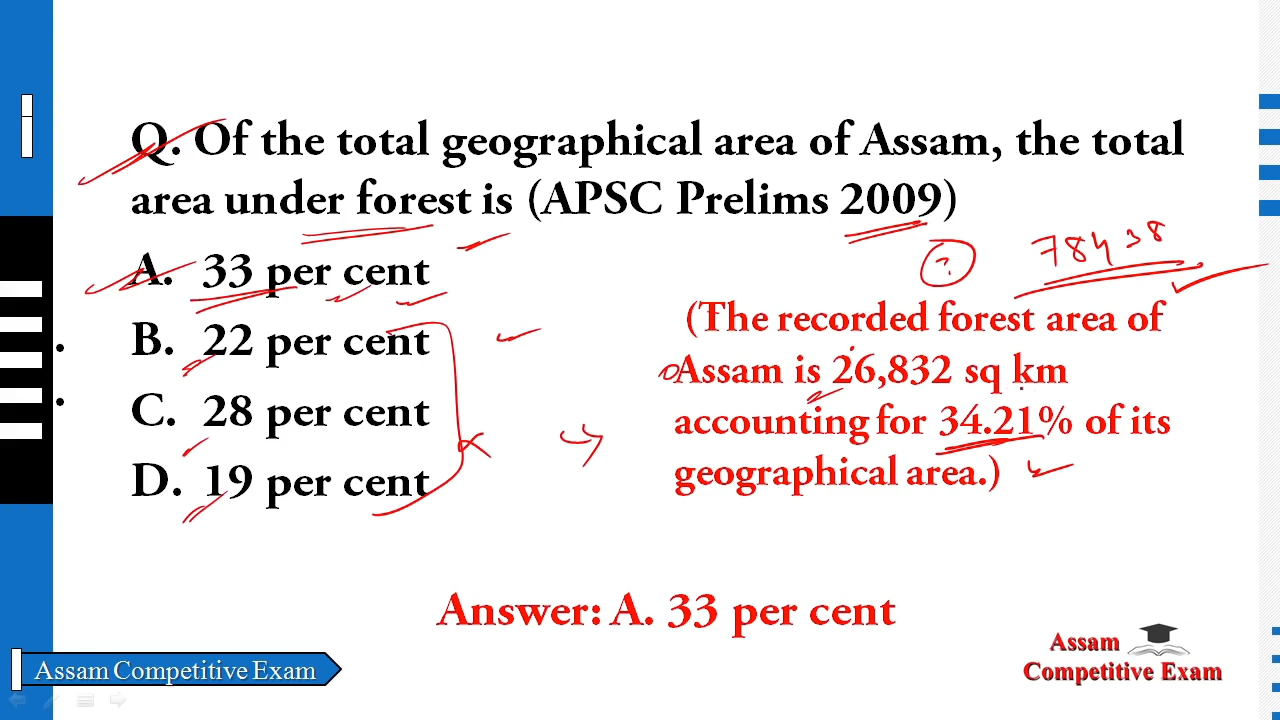 Q. Of the total geographical area of Assam, the total
area under forest is (APSC Prelims 2009)
A. 33 per cent
B. 22 per cent
C. 28 per cent
D. 19 per cent
? 78438
(The recorded forest area of
Assam is 26,832 sq km
accounting for 34.21% of its
geographical area.)
Answer: A. 33 per cent
Assam Competitive Exam
Assam
Competitive Exam